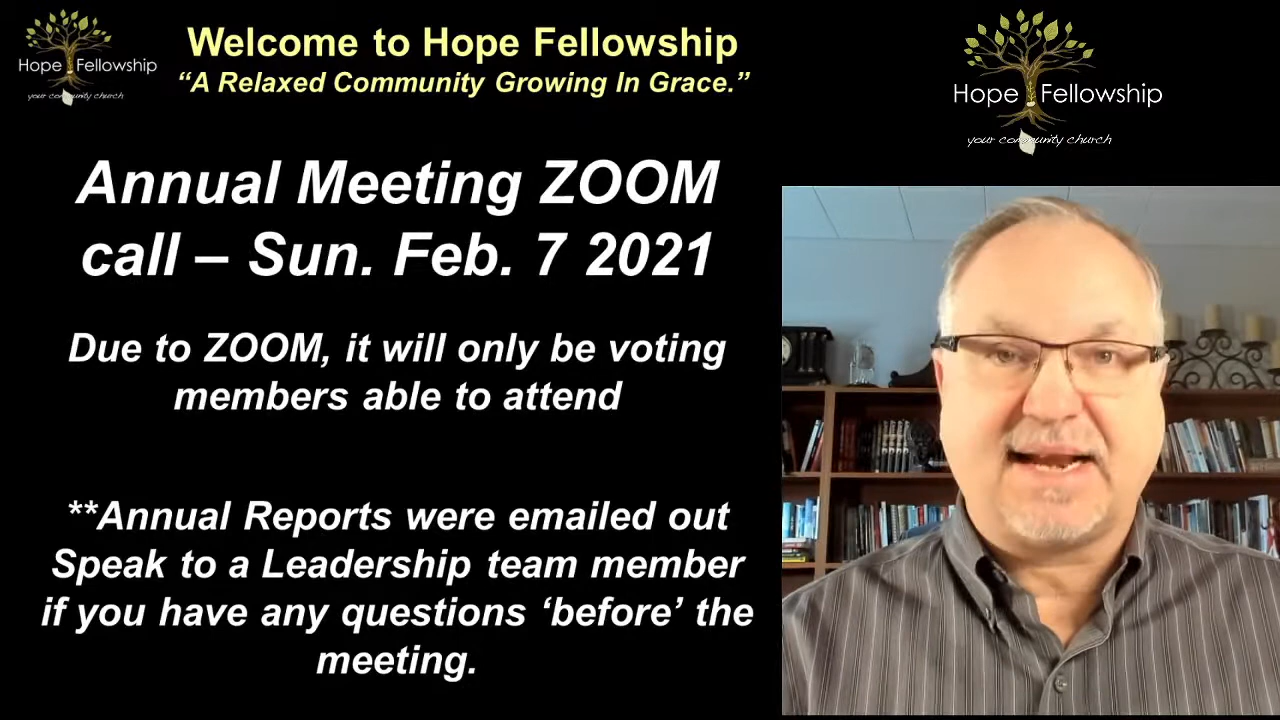 Hope Fellowship
your community church
Welcome to Hope Fellowship
“A Relaxed Community Growing In Grace.”
Hope Fellowship
your community church
Annual Meeting ZOOM
call – Sun. Feb. 7 2021
Due to ZOOM, it will only be voting
members able to attend
**Annual Reports were emailed out
Speak to a Leadership team member
if you have any questions ‘before’ the
meeting.